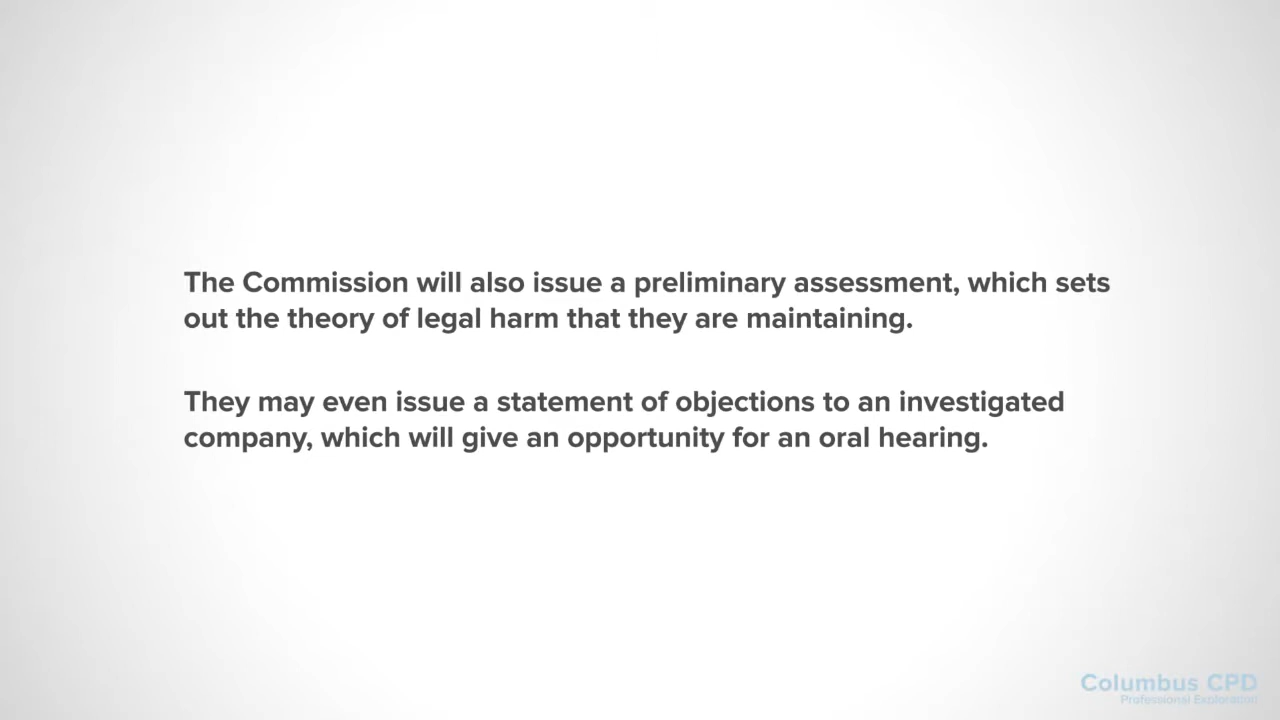 The Commission will also issue a preliminary assessment, which sets
out the theory of legal harm that they are maintaining.
They may even issue a statement of objections to an investigated
company, which will give an opportunity for an oral hearing.
Columbus CPD
Professional Exploration